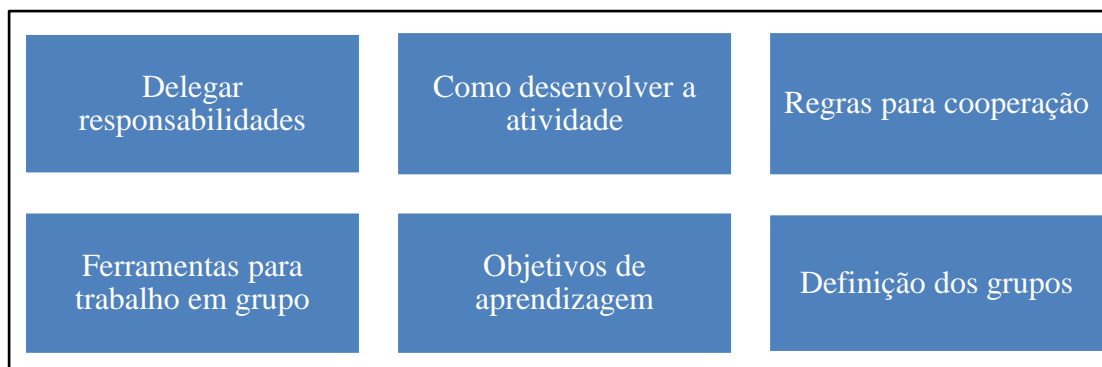 Delegar
responsabilidades
Como desenvolver a
atividade
Regras para cooperação
Ferramentas para
trabalho em grupo
Objetivos de
aprendizagem
Definição dos grupos